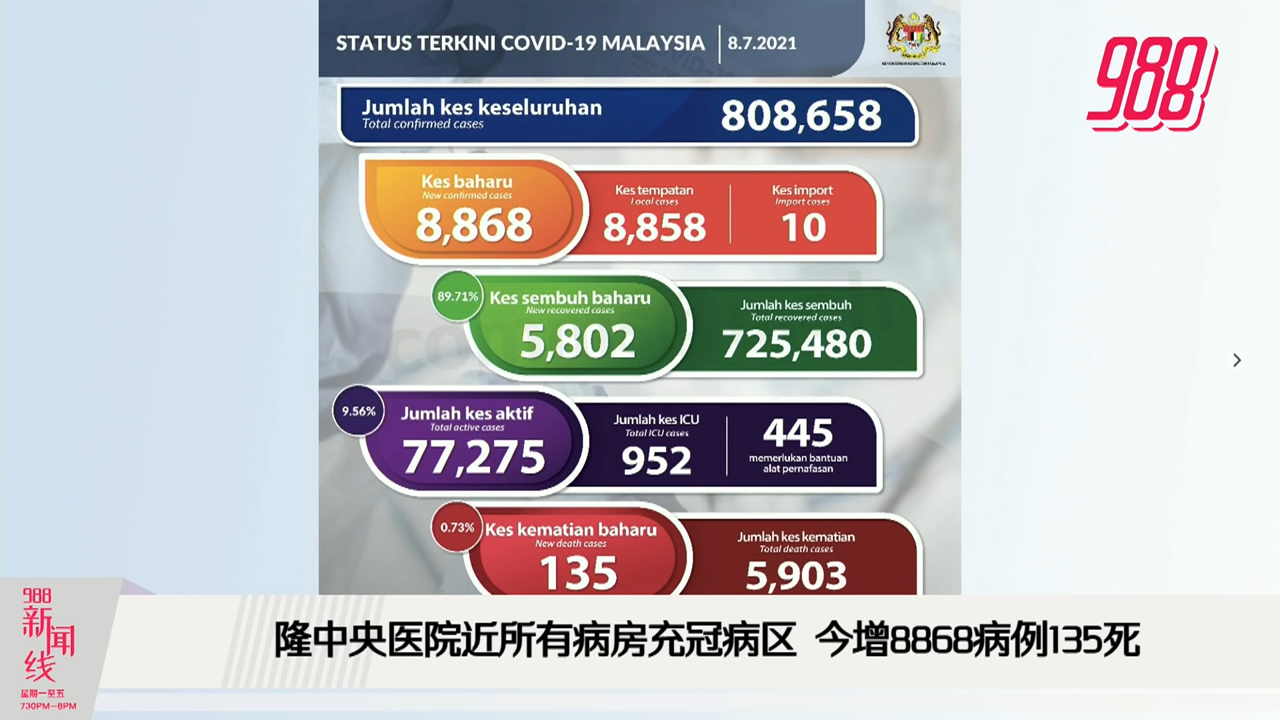 STATUS TERKINI COVID-19 MALAYSIA 8.7.2021
988
Jumlah kes keseluruhan
Total confirmed cases
808,658
Kes baharu
New confirmed cases
8,868
Kes tempatan
Local cases
8,858
Kes import
Import cases
10
89.71%
Kes sembuh baharu
New recovered cases
5,802
Jumlah kes sembuh
Total recovered cases
725,480
9.56%
Jumlah kes aktif
Total active cases
77,275
Jumlah kes ICU
Total ICU cases
952
445
memerlukan bantuan
alat pernafasan
0.73%
Kes kematian baharu
New death cases
135
Jumlah kes kematian
Total death cases
5,903
988
新闻
线
星期一至五
730PM-8PM
隆中央医院近所有病房充冠病区 今增8868病例135死